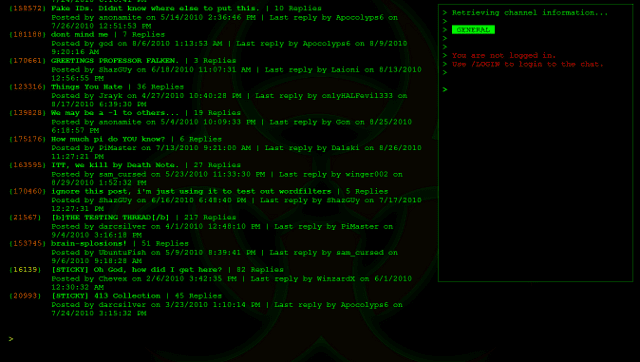 [158572] Fake IDs. Didnt know where else to put this. | 10 Replies
Posted by anonamite on 5/14/2010 2:36:46 PM | Last reply by Apocolyps6 on
7/26/2010 12:51:53 PM
[181180] dont mind me | 7 Replies
Posted by god on 8/6/2010 1:13:53 AM | Last reply by Apocolyps6 on 8/9/2010
9:20:16 AM
[170661] GREETINGS PROFESSOR FALKEN. | 3 Replies
Posted by ShazGUy on 6/18/2010 11:07:31 AM | Last reply by Laioni on 8/13/2010
12:56:55 PM
[123316] Things You Hate | 36 Replies
Posted by Jrayk on 4/27/2010 10:40:28 PM | Last reply by onlyHALFevil333 on
8/17/2010 6:39:30 PM
[139828] We may be a -1 to others... | 19 Replies
Posted by anonamite on 5/4/2010 10:09:33 PM | Last reply by Gom on 8/25/2010
6:18:57 PM
[175176] How much pi do YOU know? | 6 Replies
Posted by PiMaster on 7/13/2010 9:21:00 AM | Last reply by Dalski on 8/26/2010
11:27:21 PM
[163595] ITT, we kill by Death Note. | 27 Replies
Posted by sam_cursed on 5/23/2010 11:33:30 PM | Last reply by winger002 on
8/29/2010 1:52:32 PM
[170460] ignore this post, i'm just using it to test out wordfilters | 5 Replies
Posted by ShazGUy on 6/16/2010 6:48:40 PM | Last reply by ShazGUy on 7/17/2010
12:27:31 PM
[21567] [b]THE TESTING THREAD[/b] | 217 Replies
Posted by darcsilver on 4/1/2010 12:49:10 PM | Last reply by PiMaster on
9/4/2010 3:16:18 PM
[153745] brain-splosions! | 51 Replies
Posted by UbuntuFish on 5/9/2010 8:39:41 PM | Last reply by sam_cursed on
9/6/2010 9:18:28 AM
[16139] [STICKY] Oh God, how did I get here? | 82 Replies
Posted by Chevex on 2/6/2010 3:42:35 PM | Last reply by WinzardX on 6/1/2010
12:30:32 AM
[20993] [STICKY] 413 Collection | 45 Replies
Posted by darcsilver on 3/23/2010 1:10:14 PM | Last reply by Apocolyps6 on
7/24/2010 3:15:32 PM
>
> Retrieving channel information...
>
> GENERAL
>
>
> You are not logged in.
> Use /LOGIN to login to the chat.
>
>